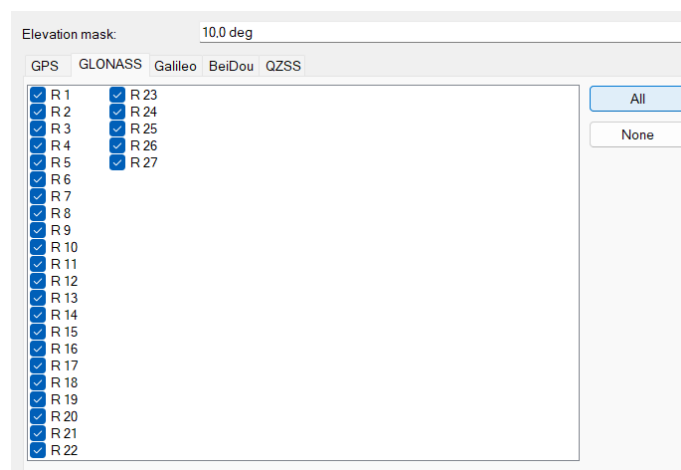 Elevation mask: 10,0 deg
GPS GLONASS Galileo BeiDou QZSS
R 1 R 23 All
R 2 R 24
R 3 R 25 None
R 4 R 26
R 5 R 27
R 6
R 7
R 8
R 9
R 10
R 11
R 12
R 13
R 14
R 15
R 16
R 17
R 18
R 19
R 20
R 21
R 22